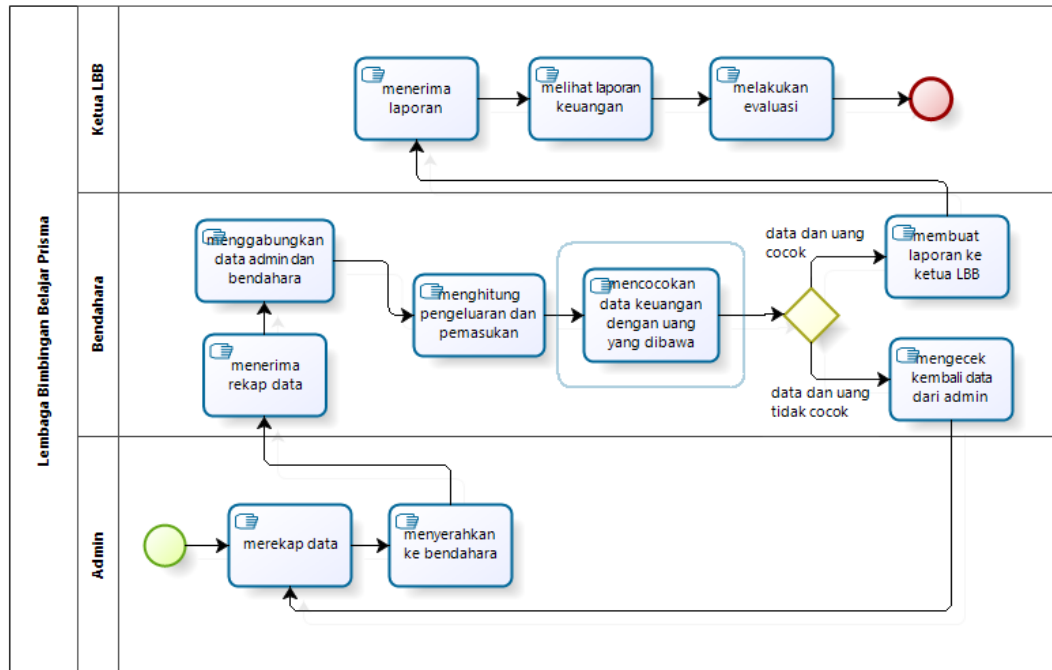 Lembaga Bimbingan Belajar Prisma
Ketua LBB
menerima
laporan
melihat laporan
keuangan
melakukan
evaluasi
Bendahara
menggabungkan
data admin dan
bendahara
menerima
rekap data
menghitung
pengeluaran dan
pemasukan
mencocokan
data keuangan
dengan uang
yang dibawa
data dan uang
cocok
membuat
laporan ke
ketua LBB
data dan uang
tidak cocok
mengecek
kembali data
dari admin
Admin
merekap data
menyerahkan
ke bendahara